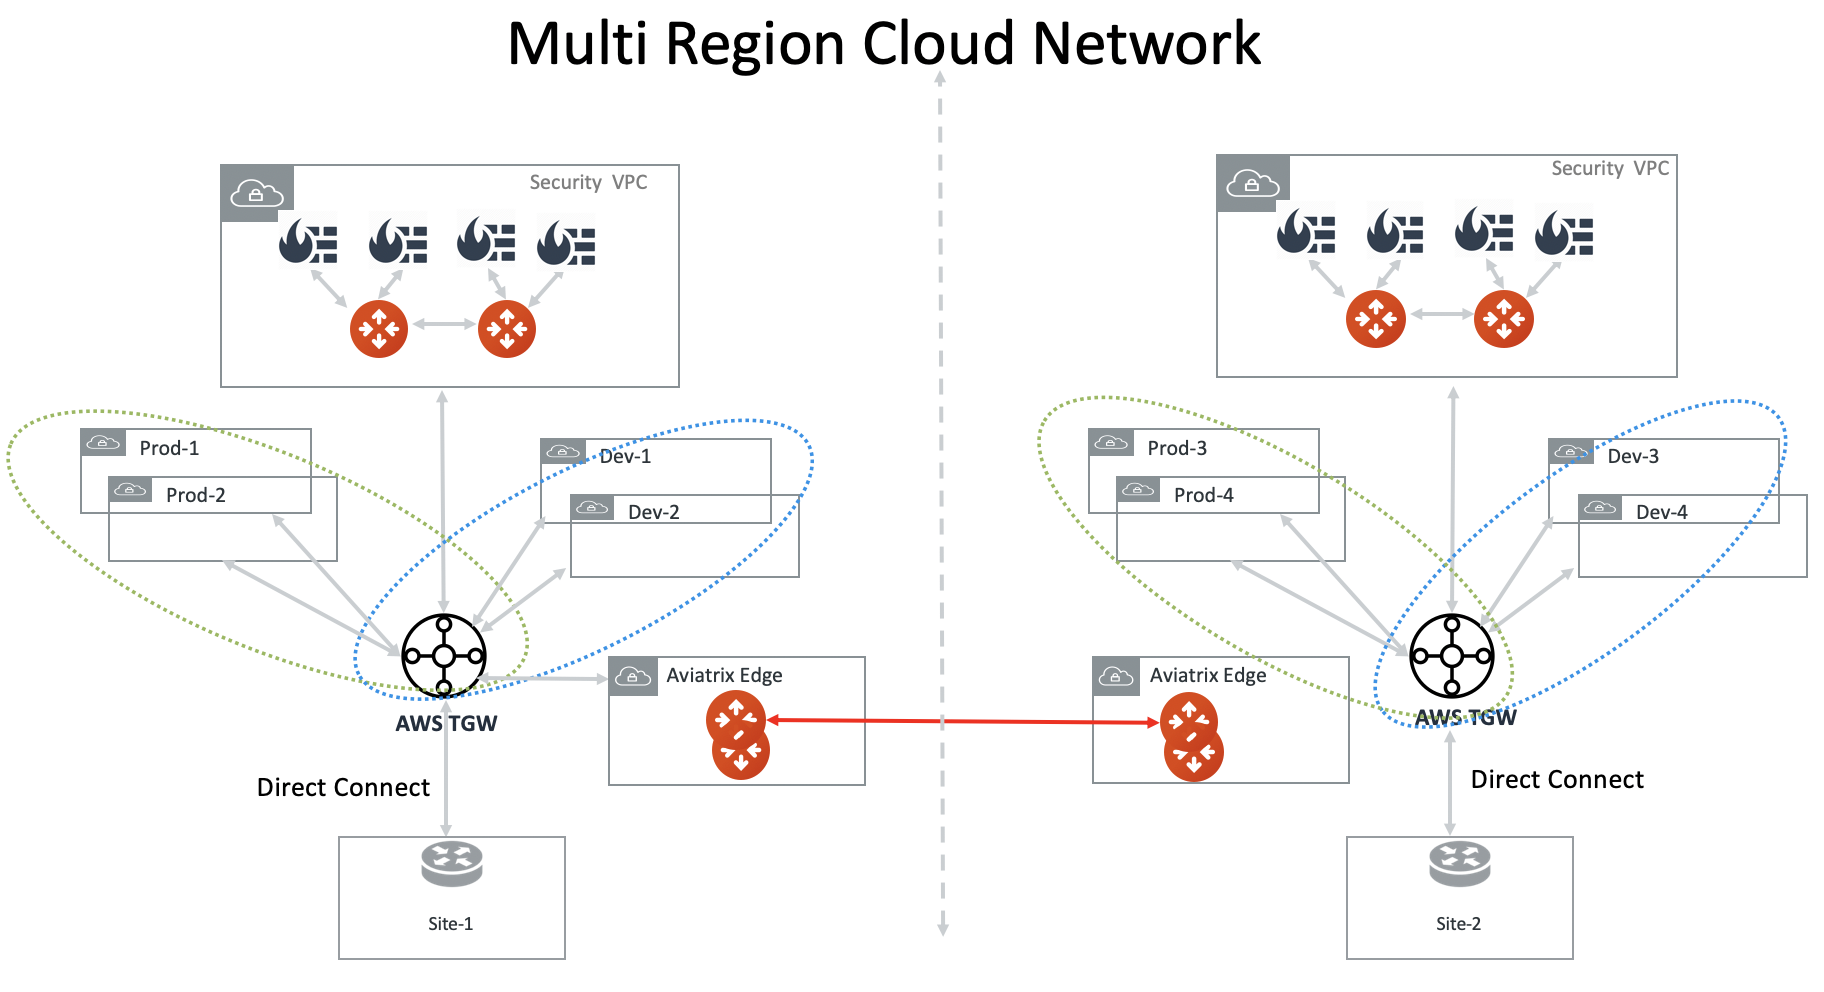 Multi Region Cloud Network
Security VPC
Security VPC
Prod-1
Prod-2
Dev-1
Dev-2
Prod-3
Prod-4
Dev-3
Dev-4
Aviatrix Edge
Aviatrix Edge
AWS TGW
AWS TGW
Direct Connect
Direct Connect
Site-1
Site-2